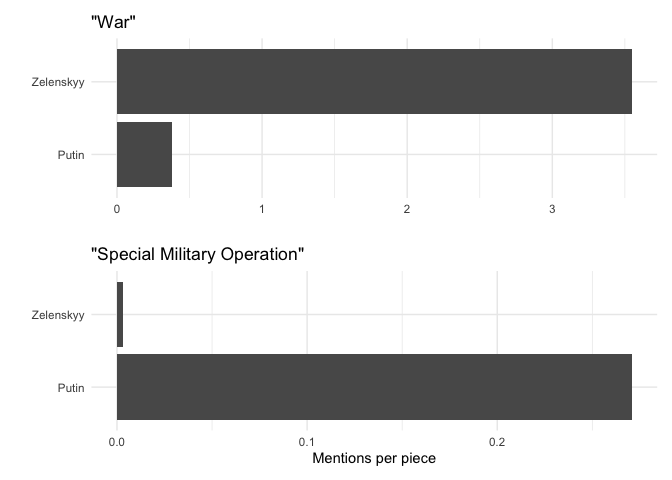 "War"
Zelenskyy
Putin
0 1 2 3
"Special Military Operation"
Zelenskyy
Putin
0.0 0.1 0.2
Mentions per piece